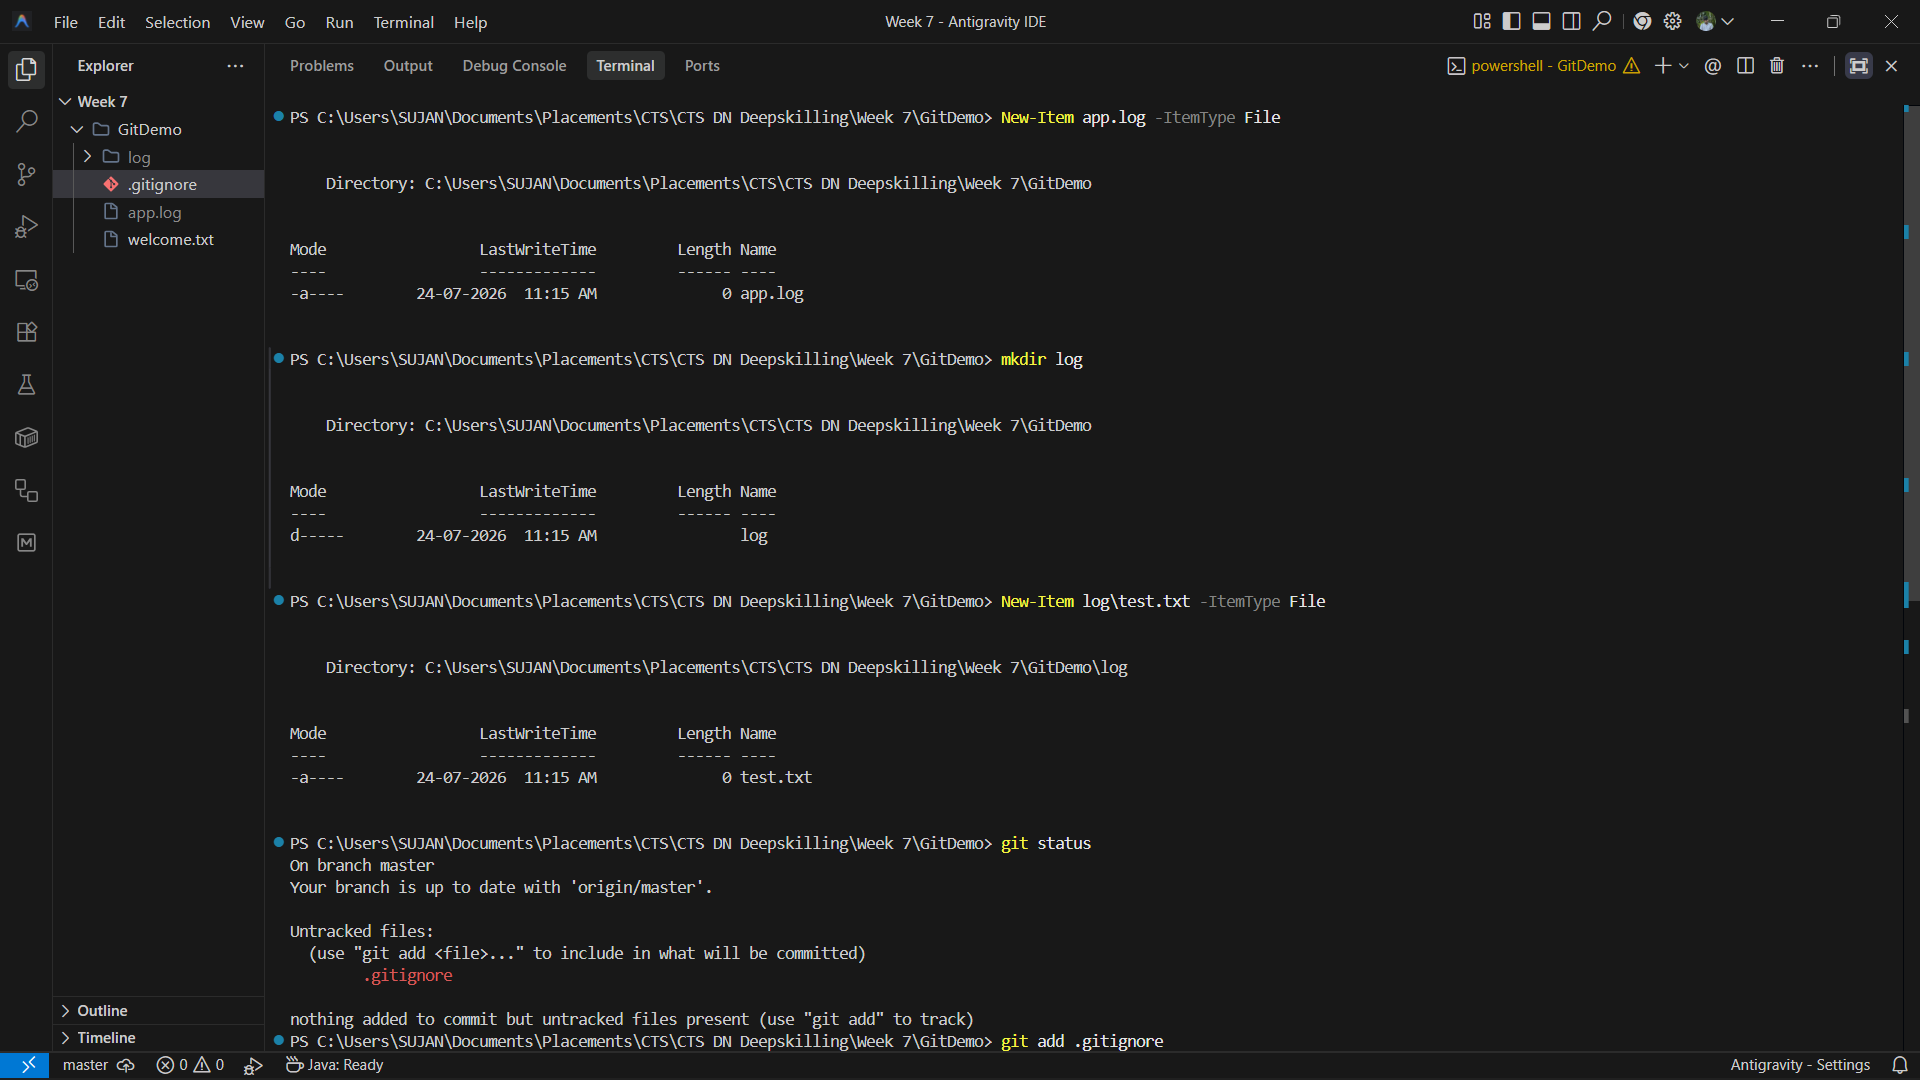 File Edit Selection View Go Run Terminal Help
Week 7 - Antigravity IDE
Explorer
Problems Output Debug Console Terminal Ports
powershell - GitDemo
Week 7
GitDemo
log
.gitignore
app.log
welcome.txt
PS C:\Users\SUJAN\Documents\Placements\CTS\CTS DN Deepskilling\Week 7\GitDemo> New-Item app.log -ItemType File
Directory: C:\Users\SUJAN\Documents\Placements\CTS\CTS DN Deepskilling\Week 7\GitDemo
Mode LastWriteTime Length Name
---- ------------- ------ ----
-a---- 24-07-2026 11:15 AM 0 app.log
PS C:\Users\SUJAN\Documents\Placements\CTS\CTS DN Deepskilling\Week 7\GitDemo> mkdir log
Directory: C:\Users\SUJAN\Documents\Placements\CTS\CTS DN Deepskilling\Week 7\GitDemo
Mode LastWriteTime Length Name
---- ------------- ------ ----
d----- 24-07-2026 11:15 AM log
PS C:\Users\SUJAN\Documents\Placements\CTS\CTS DN Deepskilling\Week 7\GitDemo> New-Item log\test.txt -ItemType File
Directory: C:\Users\SUJAN\Documents\Placements\CTS\CTS DN Deepskilling\Week 7\GitDemo\log
Mode LastWriteTime Length Name
---- ------------- ------ ----
-a---- 24-07-2026 11:15 AM 0 test.txt
PS C:\Users\SUJAN\Documents\Placements\CTS\CTS DN Deepskilling\Week 7\GitDemo> git status
On branch master
Your branch is up to date with 'origin/master'.
Untracked files:
(use "git add <file>..." to include in what will be committed)
.gitignore
nothing added to commit but untracked files present (use "git add" to track)
PS C:\Users\SUJAN\Documents\Placements\CTS\CTS DN Deepskilling\Week 7\GitDemo> git add .gitignore
Outline
Timeline
master 0 0 Java: Ready
Antigravity - Settings